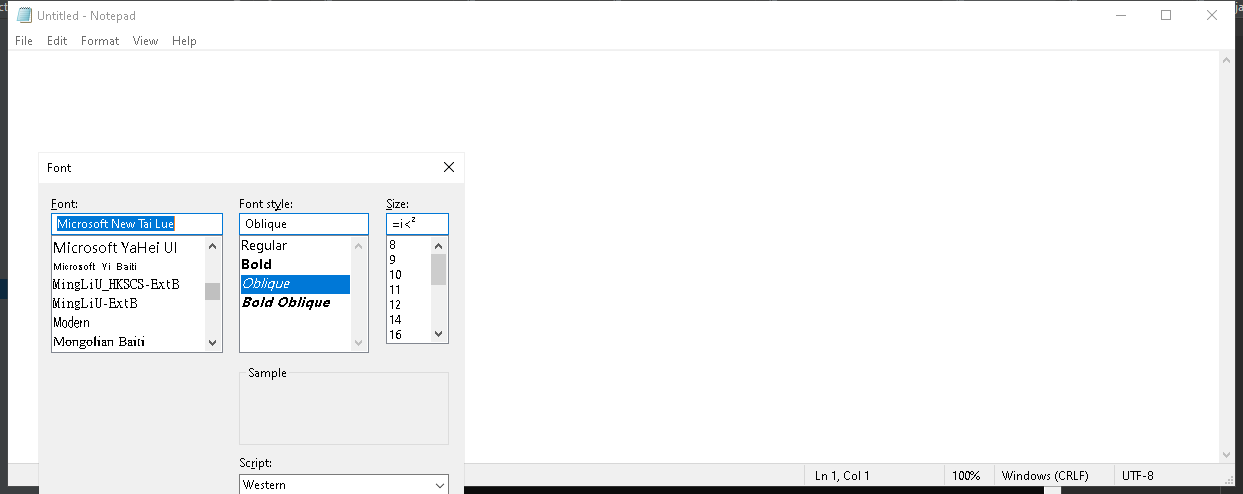 Untitled - Notepad
File Edit Format View Help
Font
Font: Font style: Size:
Microsoft New Tai Lue Oblique =i<²
Microsoft YaHei UI Regular 8
Microsoft Yi Baiti Bold 9
MingLiU_HKSCS-ExtB Oblique 10
MingLiU-ExtB Bold Oblique 11
Modern 12
Mongolian Baiti 14
16
Sample
Script:
Western
Ln 1, Col 1 100% Windows (CRLF) UTF-8